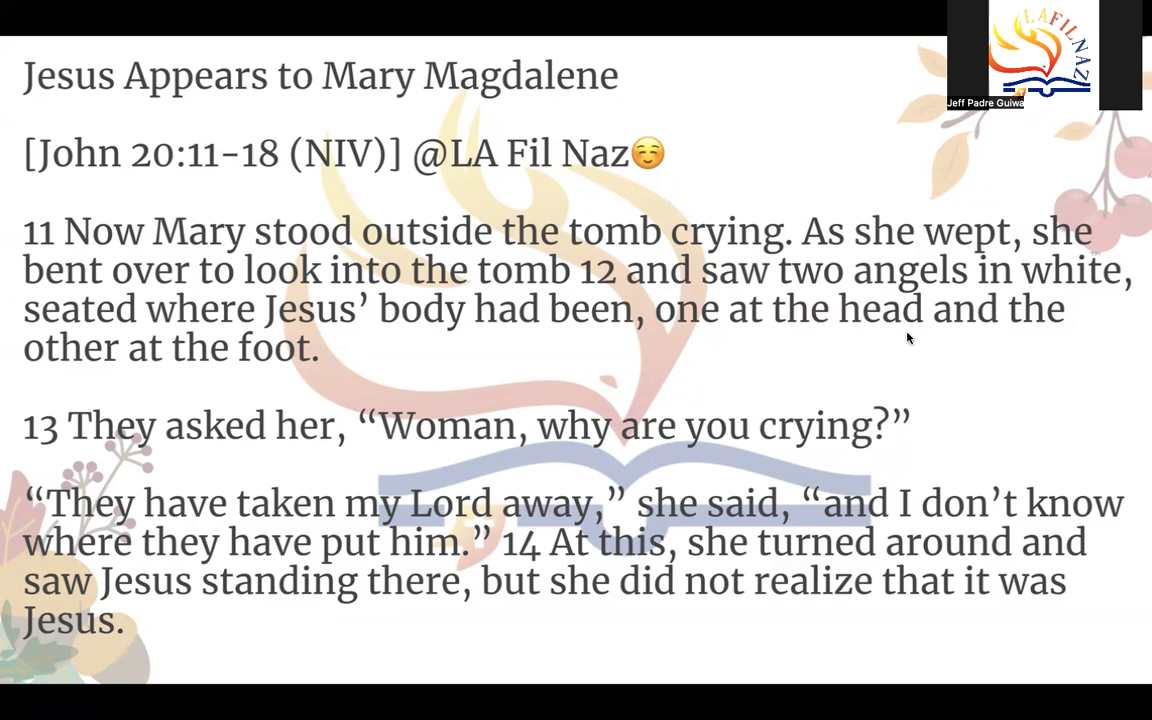 LAFILNAZ
Jeff Padre Guiwa
Jesus Appears to Mary Magdalene
[John 20:11-18 (NIV)] @LA Fil Naz☺️
11 Now Mary stood outside the tomb crying. As she wept, she
bent over to look into the tomb 12 and saw two angels in white,
seated where Jesus’ body had been, one at the head and the
other at the foot.
13 They asked her, “Woman, why are you crying?”
“They have taken my Lord away,” she said, “and I don’t know
where they have put him.” 14 At this, she turned around and
saw Jesus standing there, but she did not realize that it was
Jesus.